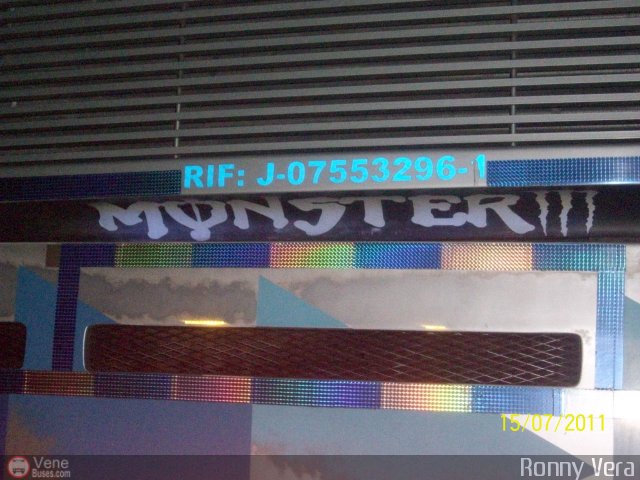 RIF: J-07553296-1
MONSTER
15/07/2011
Vene
Buses.com
Ronny Vera